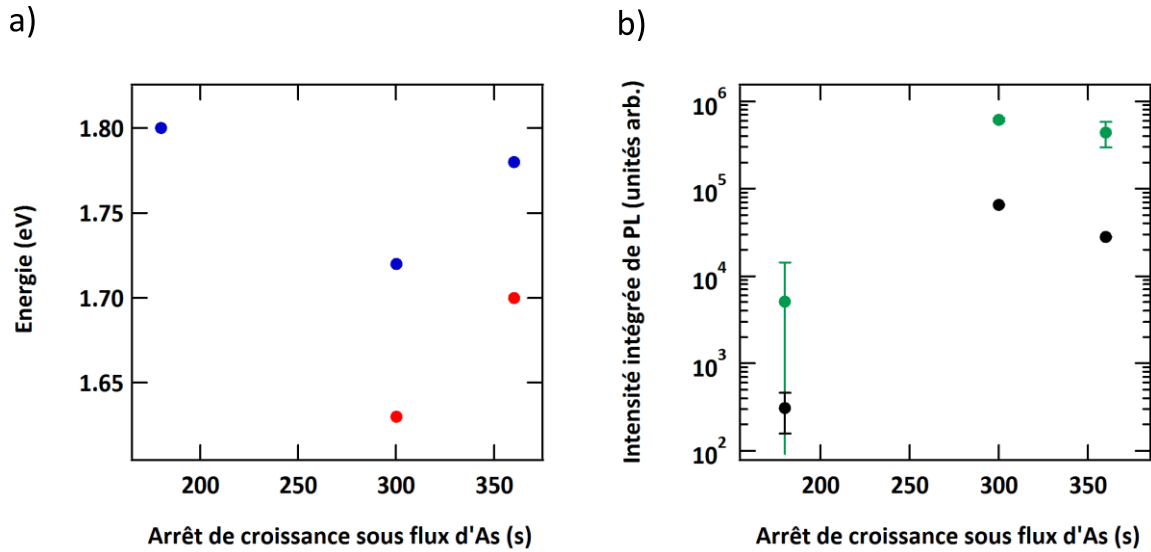 a)
Energie (eV)
1.80
1.75
1.70
1.65
200
250
300
350
Arrêt de croissance sous flux d'As (s)
b)
Intensité intégrée de PL (unités arb.)
10^6
10^5
10^4
10^3
10^2
200
250
300
350
Arrêt de croissance sous flux d'As (s)